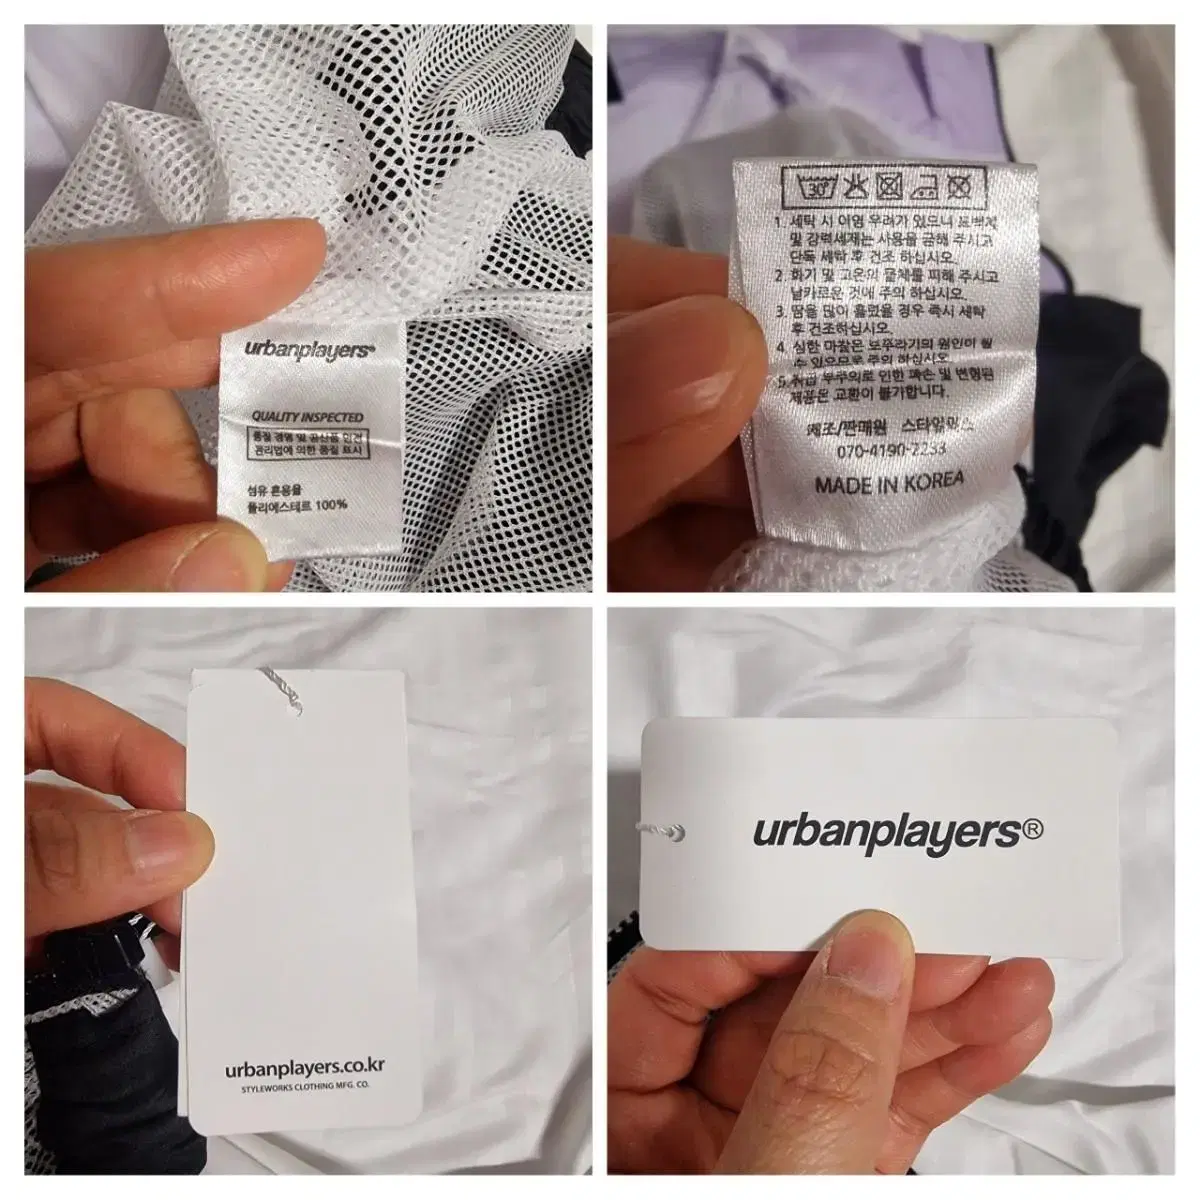 urbanplayers®
QUALITY INSPECTED
품질 경영 및 공산품 안전
관리법에 의한 품질 표시
섬유 혼용율
폴리에스테르 100%
30°
1. 세탁 시 이염 우려가 있으니 표백제
및 강력세제는 사용을 금해 주시고
단독 세탁 후 건조 하십시오.
2. 화기 및 고온의 물체를 피해 주시고
날카로운 것에 주의 하십시오.
3. 땀을 많이 흘렸을 경우 즉시 세탁
후 건조하십시오.
4. 심한 마찰은 보푸라기의 원인이 될
수 있으므로 주의 하십시오.
5. 취급 부주의로 인한 파손 및 변형된
제품은 교환이 불가합니다.
제조/판매원 스타일웍스
070-4190-2233
MADE IN KOREA
urbanplayers.co.kr
STYLEWORKS CLOTHING MFG. CO.
urbanplayers®